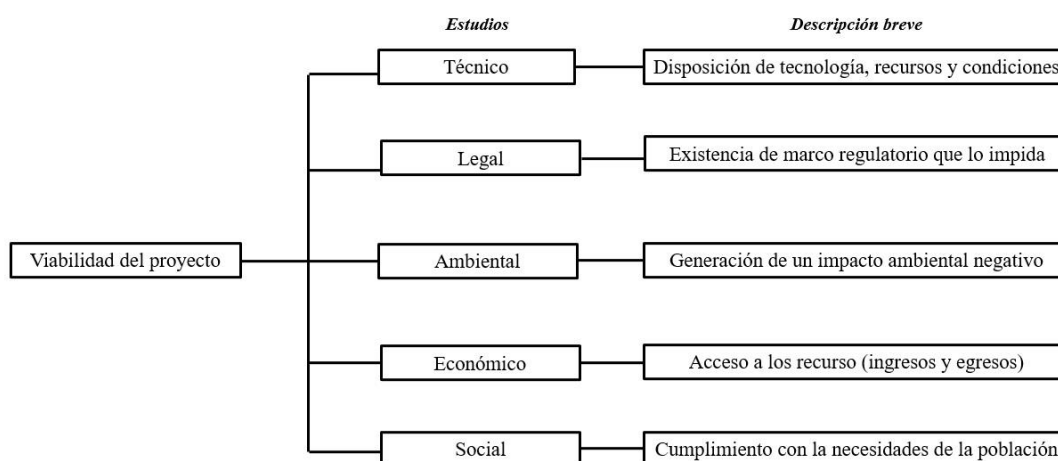 Estudios
Descripción breve
Técnico
Disposición de tecnología, recursos y condiciones
Legal
Existencia de marco regulatorio que lo impida
Viabilidad del proyecto
Ambiental
Generación de un impacto ambiental negativo
Económico
Acceso a los recurso (ingresos y egresos)
Social
Cumplimiento con la necesidades de la población